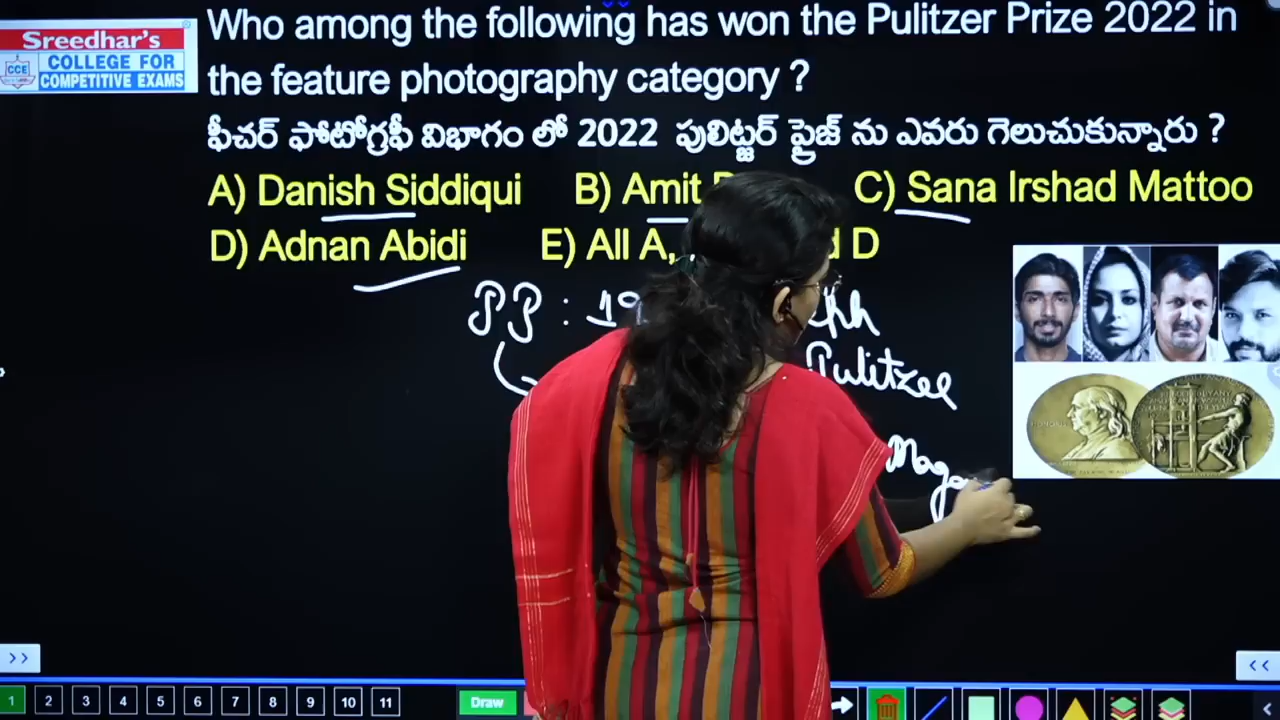 Sreedhar's
CCE
COLLEGE FOR
COMPETITIVE EXAMS
Who among the following has won the Pulitzer Prize 2022 in
the feature photography category ?
ఫీచర్ ఫోటోగ్రఫీ విభాగం లో 2022 పులిట్జర్ ప్రైజ్ ను ఎవరు గెలుచుకున్నారు ?
A) Danish Siddiqui B) Amit C) Sana Irshad Mattoo
D) Adnan Abidi E) All A, D
PP : 19
Pulitzer
>>
<<
1 2 3 4 5 6 7 8 9 10 11 Draw
<